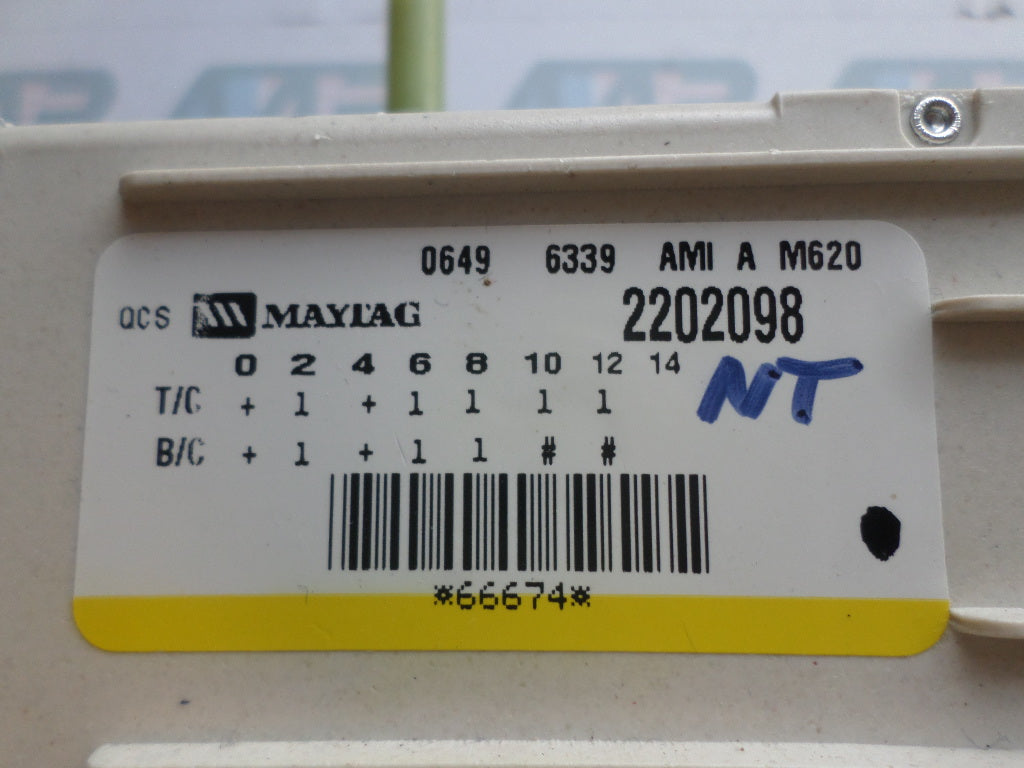 0649 6339 AMI A M620
QCS MAYTAG 2202098
0 2 4 6 8 10 12 14
NT
T/C + 1 + 1 1 1 1
B/C + 1 + 1 1 # #
*66674*